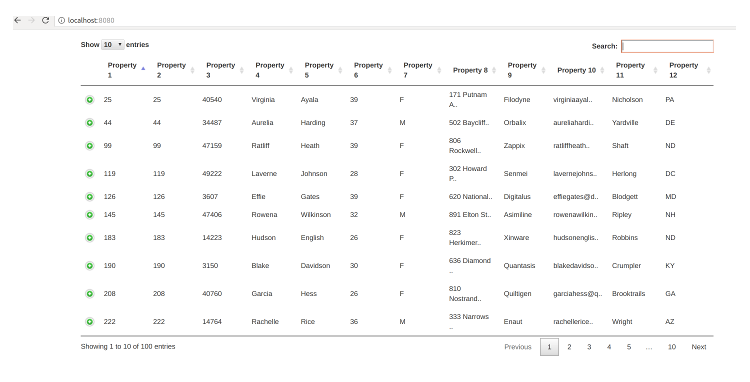 localhost:8080
Show 10 entries Search:
Property 1 Property 2 Property 3 Property 4 Property 5 Property 6 Property 7 Property 8 Property 9 Property 10 Property 11 Property 12
25 25 40540 Virginia Ayala 39 F 171 Putnam A.. Filodyne virginiaayal.. Nicholson PA
44 44 34487 Aurelia Harding 37 M 502 Baycliff.. Orbalix aureliahardi.. Yardville DE
99 99 47159 Ratliff Heath 39 F 806 Rockwell.. Zappix ratliffheath.. Shaft ND
119 119 49222 Laverne Johnson 28 F 302 Howard P.. Senmei lavernejohns.. Herlong DC
126 126 3607 Effie Gates 39 F 620 National.. Digitalus effiegates@d.. Blodgett MD
145 145 47406 Rowena Wilkinson 32 M 891 Elton St.. Asimiline rowenawilkin.. Ripley NH
183 183 14223 Hudson English 26 F 823 Herkimer.. Xinware hudsonenglis.. Robbins ND
190 190 3150 Blake Davidson 30 F 636 Diamond .. Quantasis blakedavidso.. Crumpler KY
208 208 40760 Garcia Hess 26 F 810 Nostrand.. Quiltigen garciahess@q.. Brooktrails GA
222 222 14764 Rachelle Rice 36 M 333 Narrows .. Enaut rachellerice.. Wright AZ
Showing 1 to 10 of 100 entries Previous 1 2 3 4 5 ... 10 Next